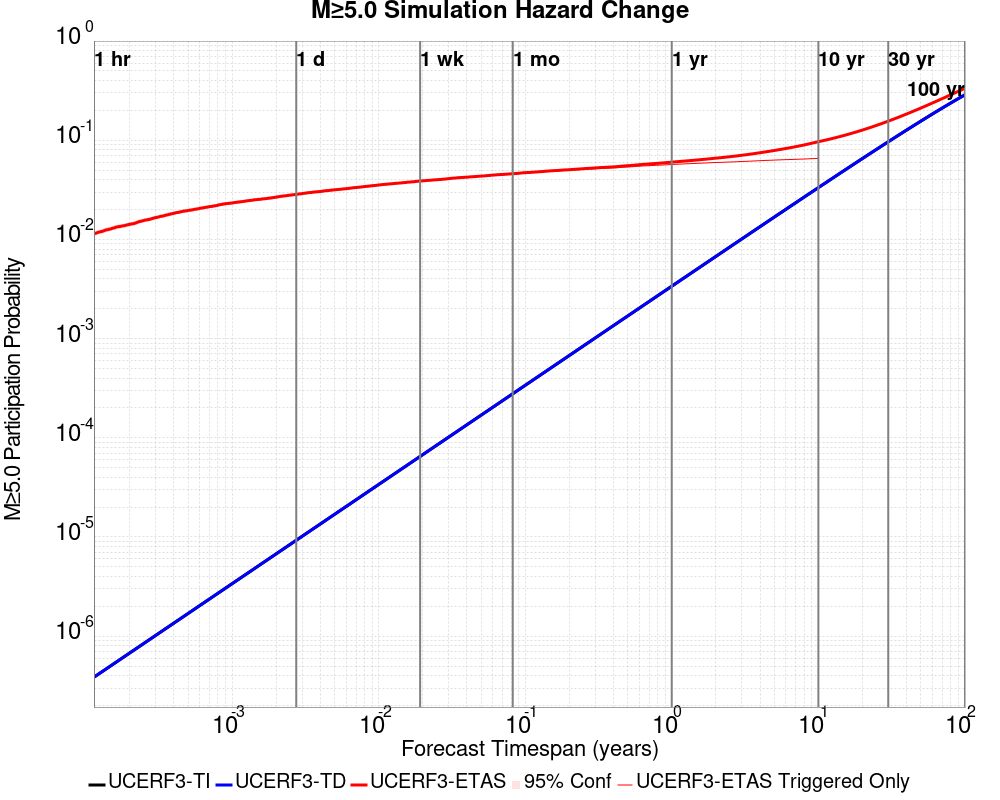 M≥5.0 Simulation Hazard Change
10^0
10^-1
10^-2
10^-3
10^-4
10^-5
10^-6
M≥5.0 Participation Probability
1 hr
1 d
1 wk
1 mo
1 yr
10 yr
30 yr
100 yr
10^-3
10^-2
10^-1
10^0
10^1
10^2
Forecast Timespan (years)
UCERF3-TI UCERF3-TD UCERF3-ETAS 95% Conf UCERF3-ETAS Triggered Only